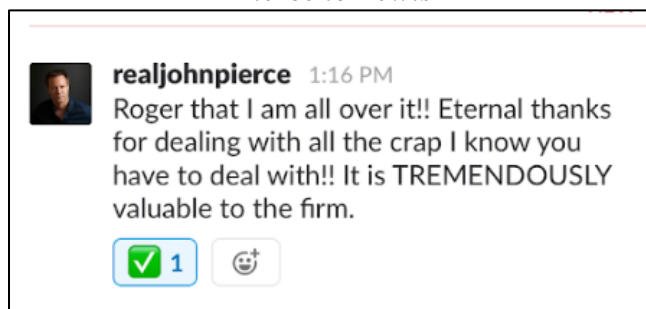 realjohnpierce 1:16 PM
Roger that I am all over it!! Eternal thanks
for dealing with all the crap I know you
have to deal with!! It is TREMENDOUSLY
valuable to the firm.
1